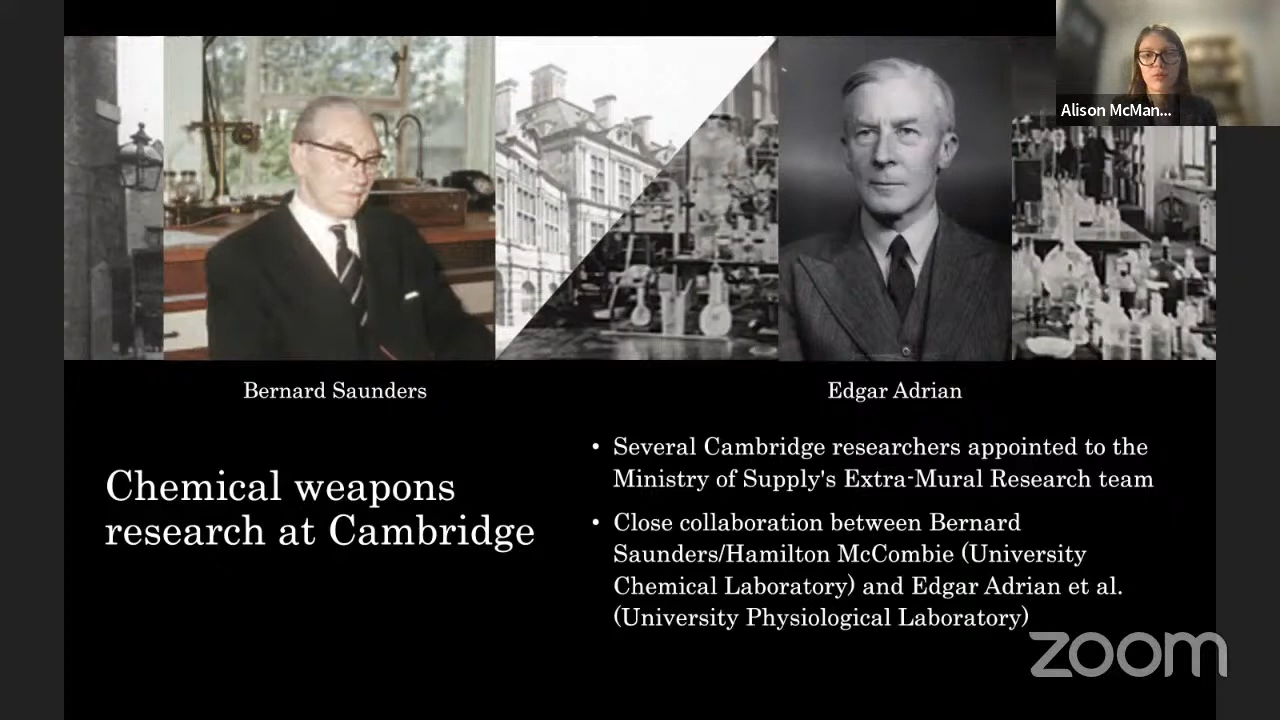 Alison McMan...
Bernard Saunders
Edgar Adrian
Chemical weapons
research at Cambridge
• Several Cambridge researchers appointed to the
Ministry of Supply's Extra-Mural Research team
• Close collaboration between Bernard
Saunders/Hamilton McCombie (University
Chemical Laboratory) and Edgar Adrian et al.
(University Physiological Laboratory)
zoom